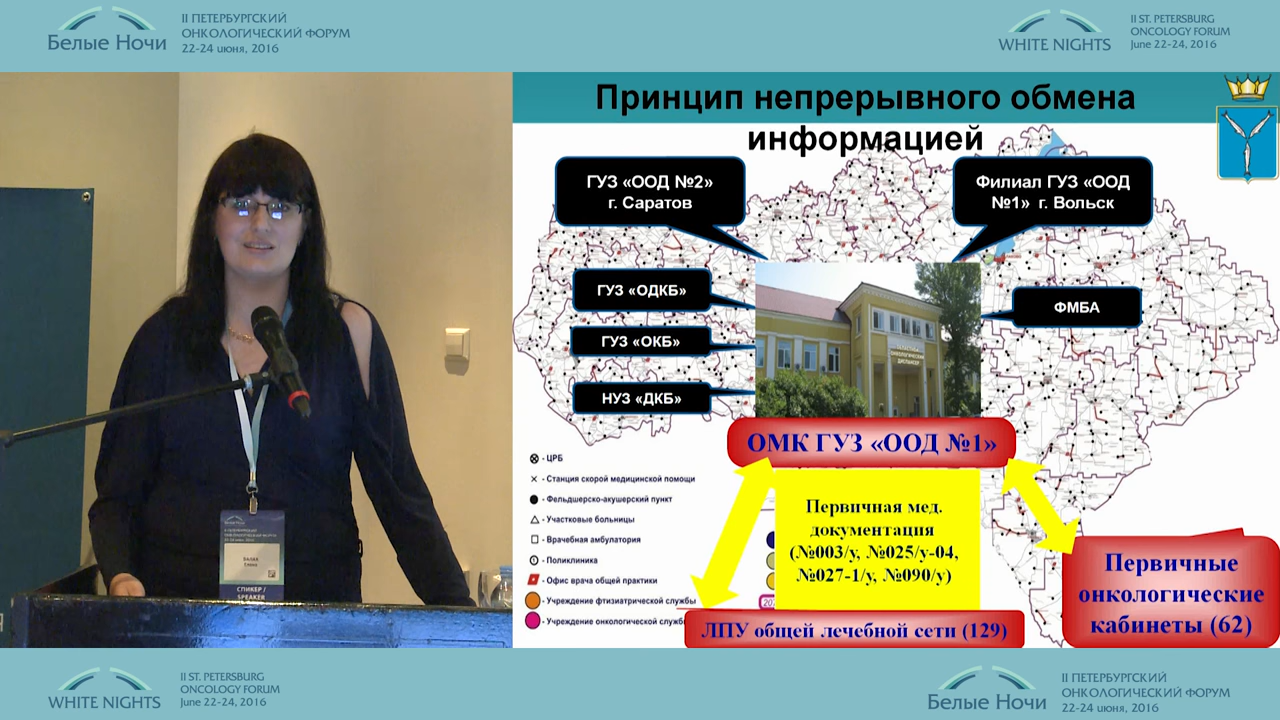 Белые Ночи
II ПЕТЕРБУРГСКИЙ
ОНКОЛОГИЧЕСКИЙ ФОРУМ
22-24 июня, 2016
WHITE NIGHTS
II ST. PETERSBURG
ONCOLOGY FORUM
June 22-24, 2016
Принцип непрерывного обмена
информацией
ГУЗ «ООД №2»
г. Саратов
Филиал ГУЗ «ООД
№1» г. Вольск
ГУЗ «ОДКБ»
ФМБА
ГУЗ «ОКБ»
НУЗ «ДКБ»
ОНКОЛОГИЧЕСКИЙ
ДИСПАНСЕР
ОМК ГУЗ «ООД №1»
- ЦРБ
- Станция скорой медицинской помощи
- Фельдшерско-акушерский пункт
- Участковые больницы
- Врачебная амбулатория
- Поликлиника
- Офис врача общей практики
- Учреждение фтизиатрической службы
- Учреждение онкологической службы
Первичная мед.
документация
(№003/у, №025/у-04,
№027-1/у, №090/у)
ЛПУ общей лечебной сети (129)
Первичные
онкологические
кабинеты (62)
СПИКЕР /
SPEAKER
WHITE NIGHTS
II ST. PETERSBURG
ONCOLOGY FORUM
June 22-24, 2016
Белые Ночи
II ПЕТЕРБУРГСКИЙ
ОНКОЛОГИЧЕСКИЙ ФОРУМ
22-24 июня, 2016